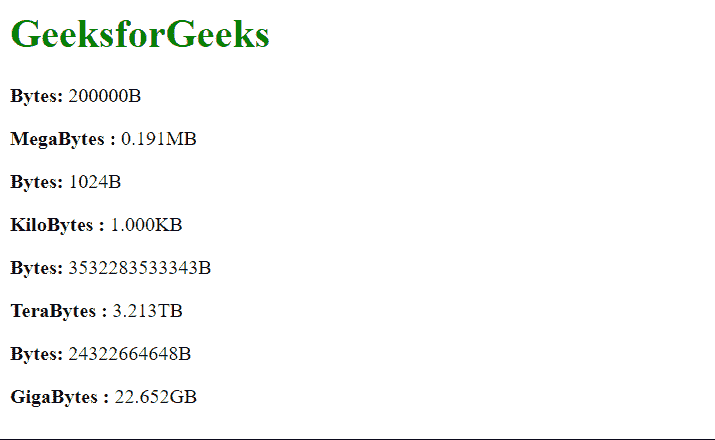 GeeksforGeeks
Bytes: 200000B
MegaBytes : 0.191MB
Bytes: 1024B
KiloBytes : 1.000KB
Bytes: 3532283533343B
TeraBytes : 3.213TB
Bytes: 24322664648B
GigaBytes : 22.652GB